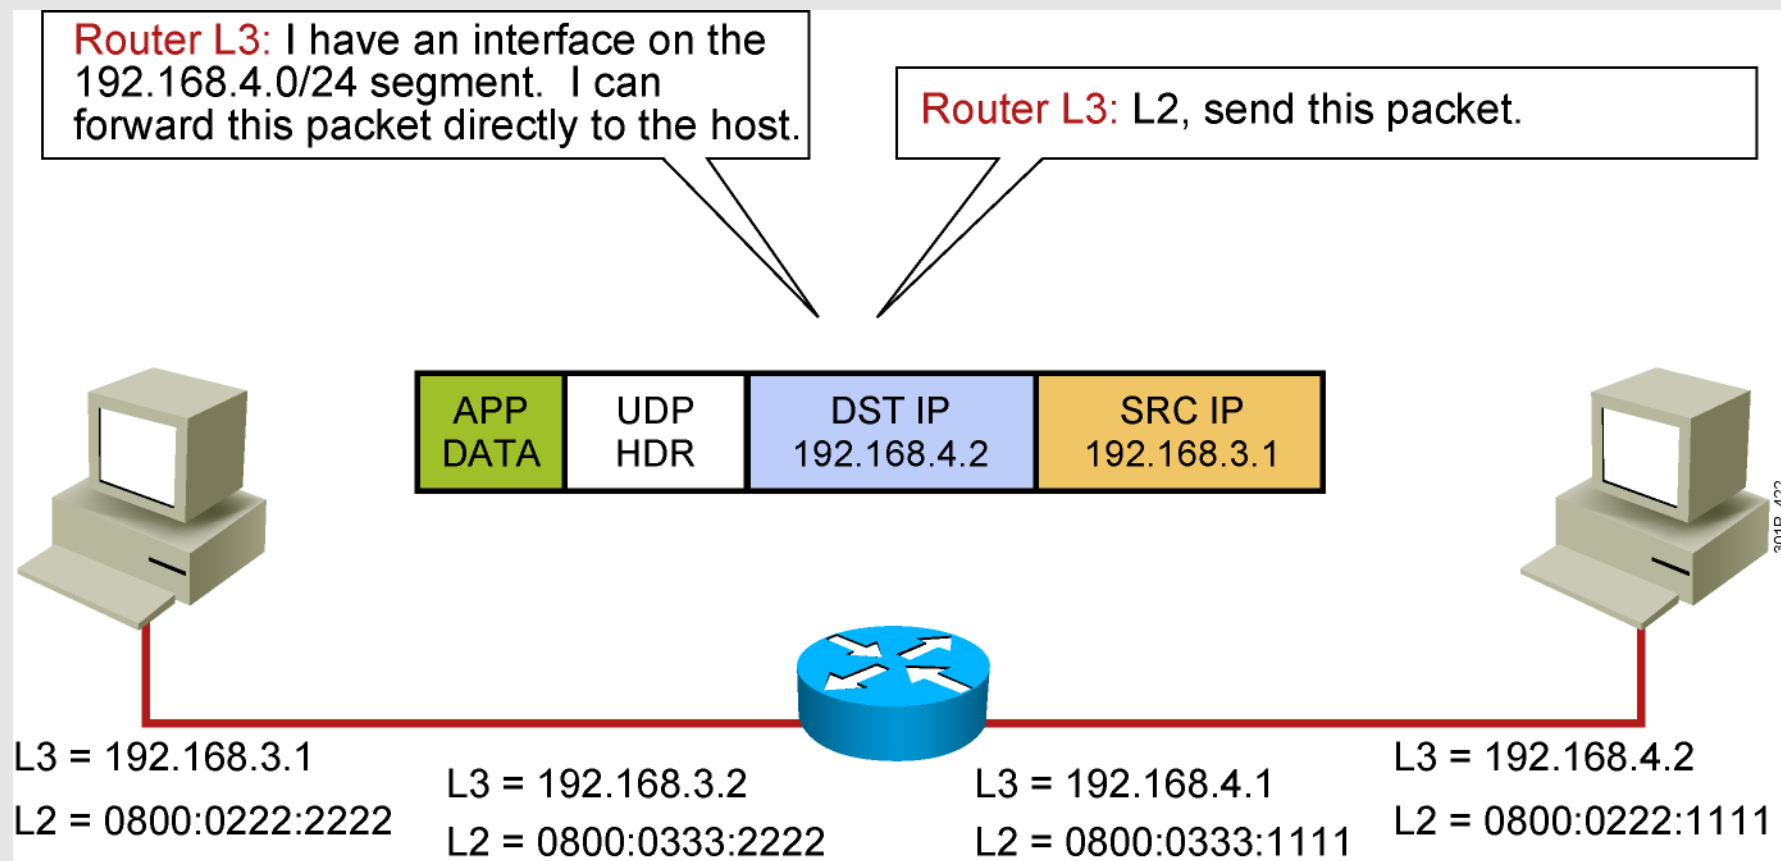 Router L3: I have an interface on the
192.168.4.0/24 segment. I can
forward this packet directly to the host.
Router L3: L2, send this packet.
APP
DATA
UDP
HDR
DST IP
192.168.4.2
SRC IP
192.168.3.1
L3 = 192.168.3.1
L2 = 0800:0222:2222
L3 = 192.168.3.2
L2 = 0800:0333:2222
L3 = 192.168.4.1
L2 = 0800:0333:1111
L3 = 192.168.4.2
L2 = 0800:0222:1111